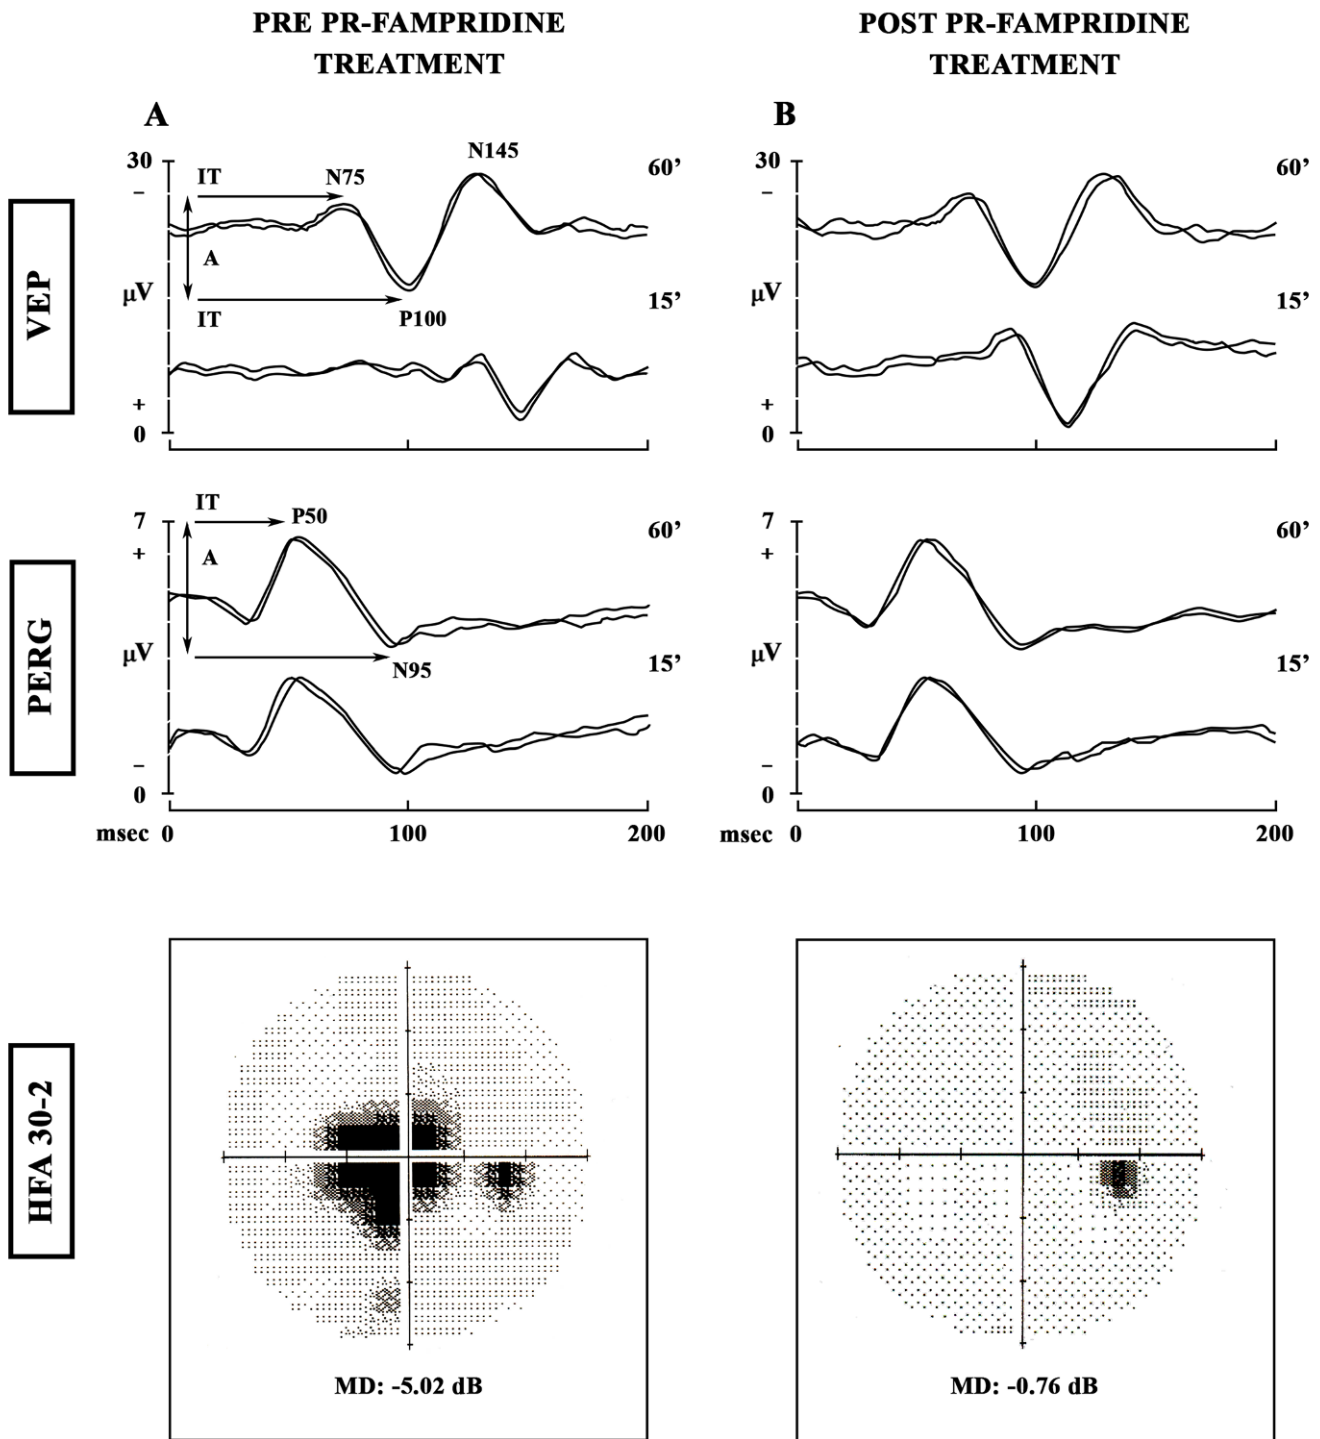 PRE PR-FAMPRIDINE
TREATMENT
POST PR-FAMPRIDINE
TREATMENT
A
B
VEP
30
−
µV
+
0
IT
N75
N145
A
IT
P100
60’
15’
30
−
µV
+
0
60’
15’
PERG
7
+
µV
−
0
IT
P50
A
N95
60’
15’
msec 0 100 200
7
+
µV
−
0
60’
15’
msec 0 100 200
HFA 30-2
MD: -5.02 dB
MD: -0.76 dB